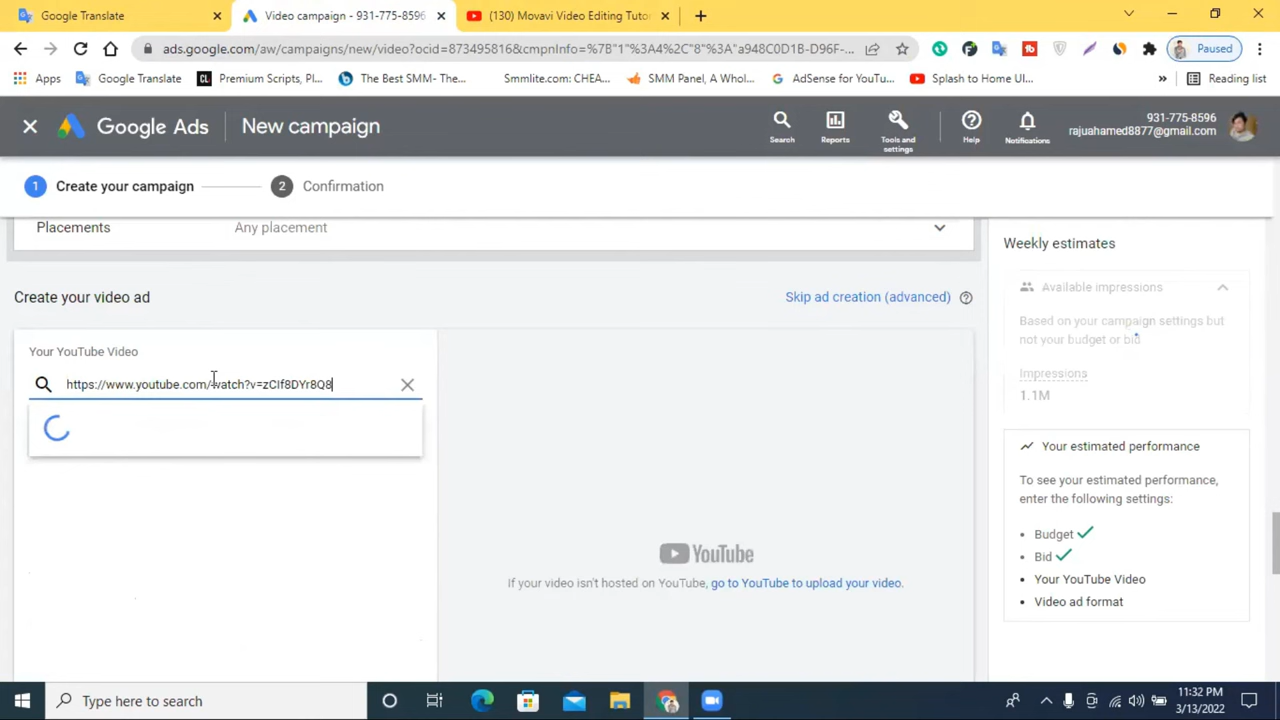 Google Translate
Video campaign - 931-775-8596
(130) Movavi Video Editing Tutor
ads.google.com/aw/campaigns/new/video?ocid=873495816&cmpnInfo=%7B"1"%3A4%2C"8"%3A"a948C0D1B-D96F-...
Paused
Apps
Google Translate
Premium Scripts, Pl...
The Best SMM- The...
Smmlite.com: CHEA...
SMM Panel, A Whol...
AdSense for YouTu...
Splash to Home UI...
»
Reading list
Google Ads
New campaign
Search
Reports
Tools and settings
Help
Notifications
931-775-8596
rajuahamed8877@gmail.com
1 Create your campaign
2 Confirmation
Placements
Any placement
Weekly estimates
Available impressions
Based on your campaign settings but
not your budget or bid
Impressions
1.1M
Create your video ad
Skip ad creation (advanced)
Your YouTube Video
https://www.youtube.com/watch?v=zCIf8DYr8Q8
YouTube
If your video isn't hosted on YouTube, go to YouTube to upload your video.
Your estimated performance
To see your estimated performance,
enter the following settings:
• Budget
• Bid
• Your YouTube Video
• Video ad format
Type here to search
11:32 PM
3/13/2022